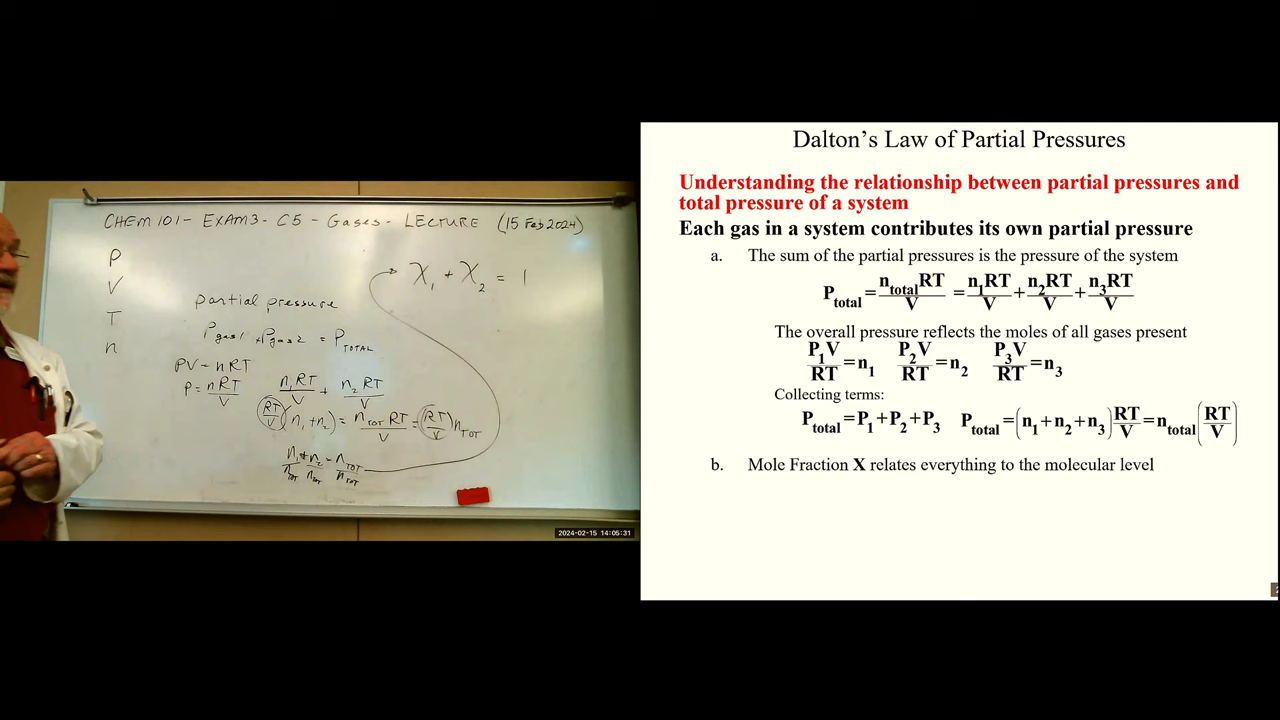 CHEM 101 - EXAM 3 - C5 - Gases - LECTURE (15 Feb 2024)
P
V
T
n
partial pressure
P gas1 + P gas2 = P TOTAL
PV = nRT
P = nRT/V
n₁RT/V + n₂RT/V
RT/V (n₁ + n₂) = n_TOT RT/V = (RT/V) n_TOT
n₁/n_TOT + n₂/n_TOT = n_TOT/n_TOT
χ₁ + χ₂ = 1
2024-02-15 14:05:31
Dalton's Law of Partial Pressures
Understanding the relationship between partial pressures and
total pressure of a system
Each gas in a system contributes its own partial pressure
a. The sum of the partial pressures is the pressure of the system
P_total = n_total RT/V = n₁RT/V + n₂RT/V + n₃RT/V
The overall pressure reflects the moles of all gases present
P₁V/RT = n₁ P₂V/RT = n₂ P₃V/RT = n₃
Collecting terms:
P_total = P₁ + P₂ + P₃ P_total = (n₁ + n₂ + n₃) RT/V = n_total (RT/V)
b. Mole Fraction X relates everything to the molecular level